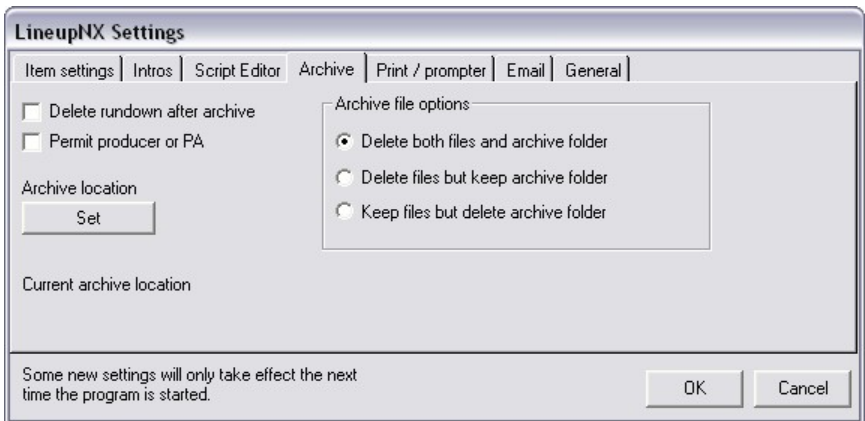 LineupNX Settings
Item settings Intros Script Editor Archive Print / prompter Email General
Delete rundown after archive
Permit producer or PA
Archive location
Set
Archive file options
Delete both files and archive folder
Delete files but keep archive folder
Keep files but delete archive folder
Current archive location
Some new settings will only take effect the next
time the program is started.
OK
Cancel